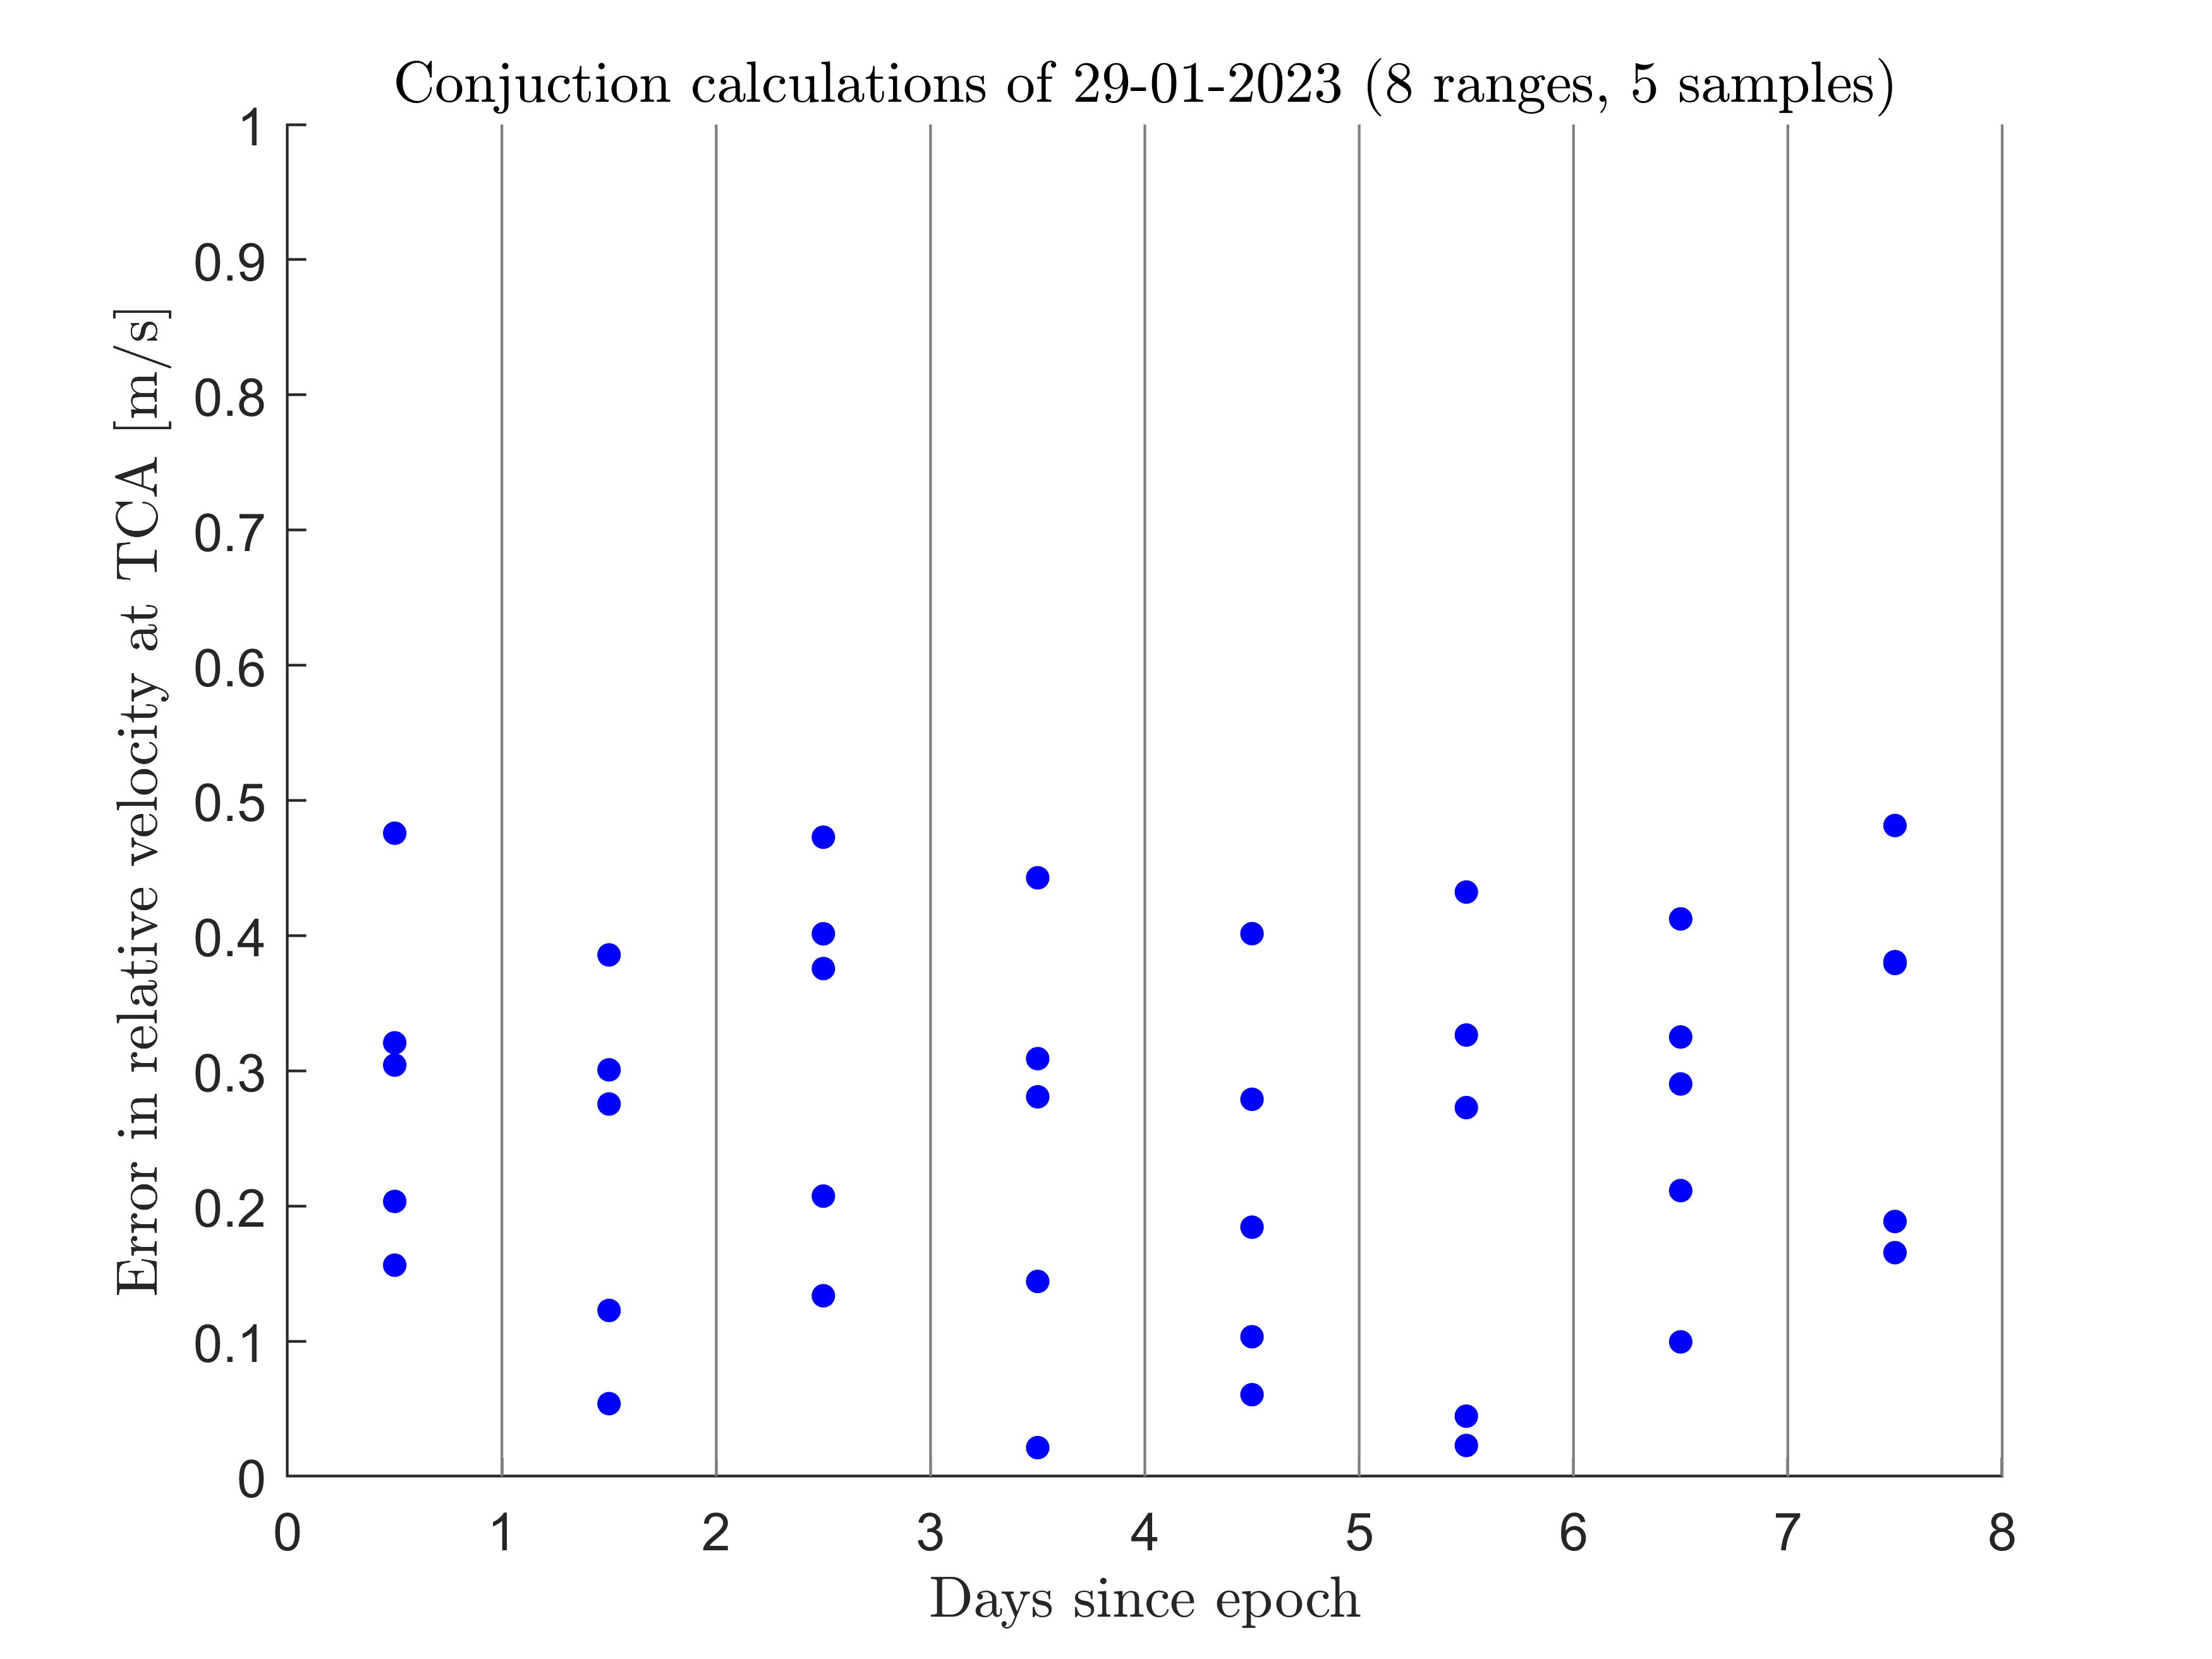 Conjuction calculations of 29-01-2023 (8 ranges, 5 samples)
Error in relative velocity at TCA [m/s]
1
0.9
0.8
0.7
0.6
0.5
0.4
0.3
0.2
0.1
0
0 1 2 3 4 5 6 7 8
Days since epoch